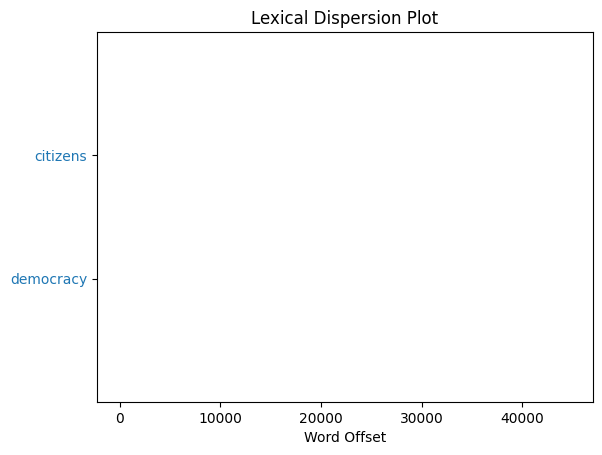 Lexical Dispersion Plot
citizens
democracy
0 10000 20000 30000 40000
Word Offset